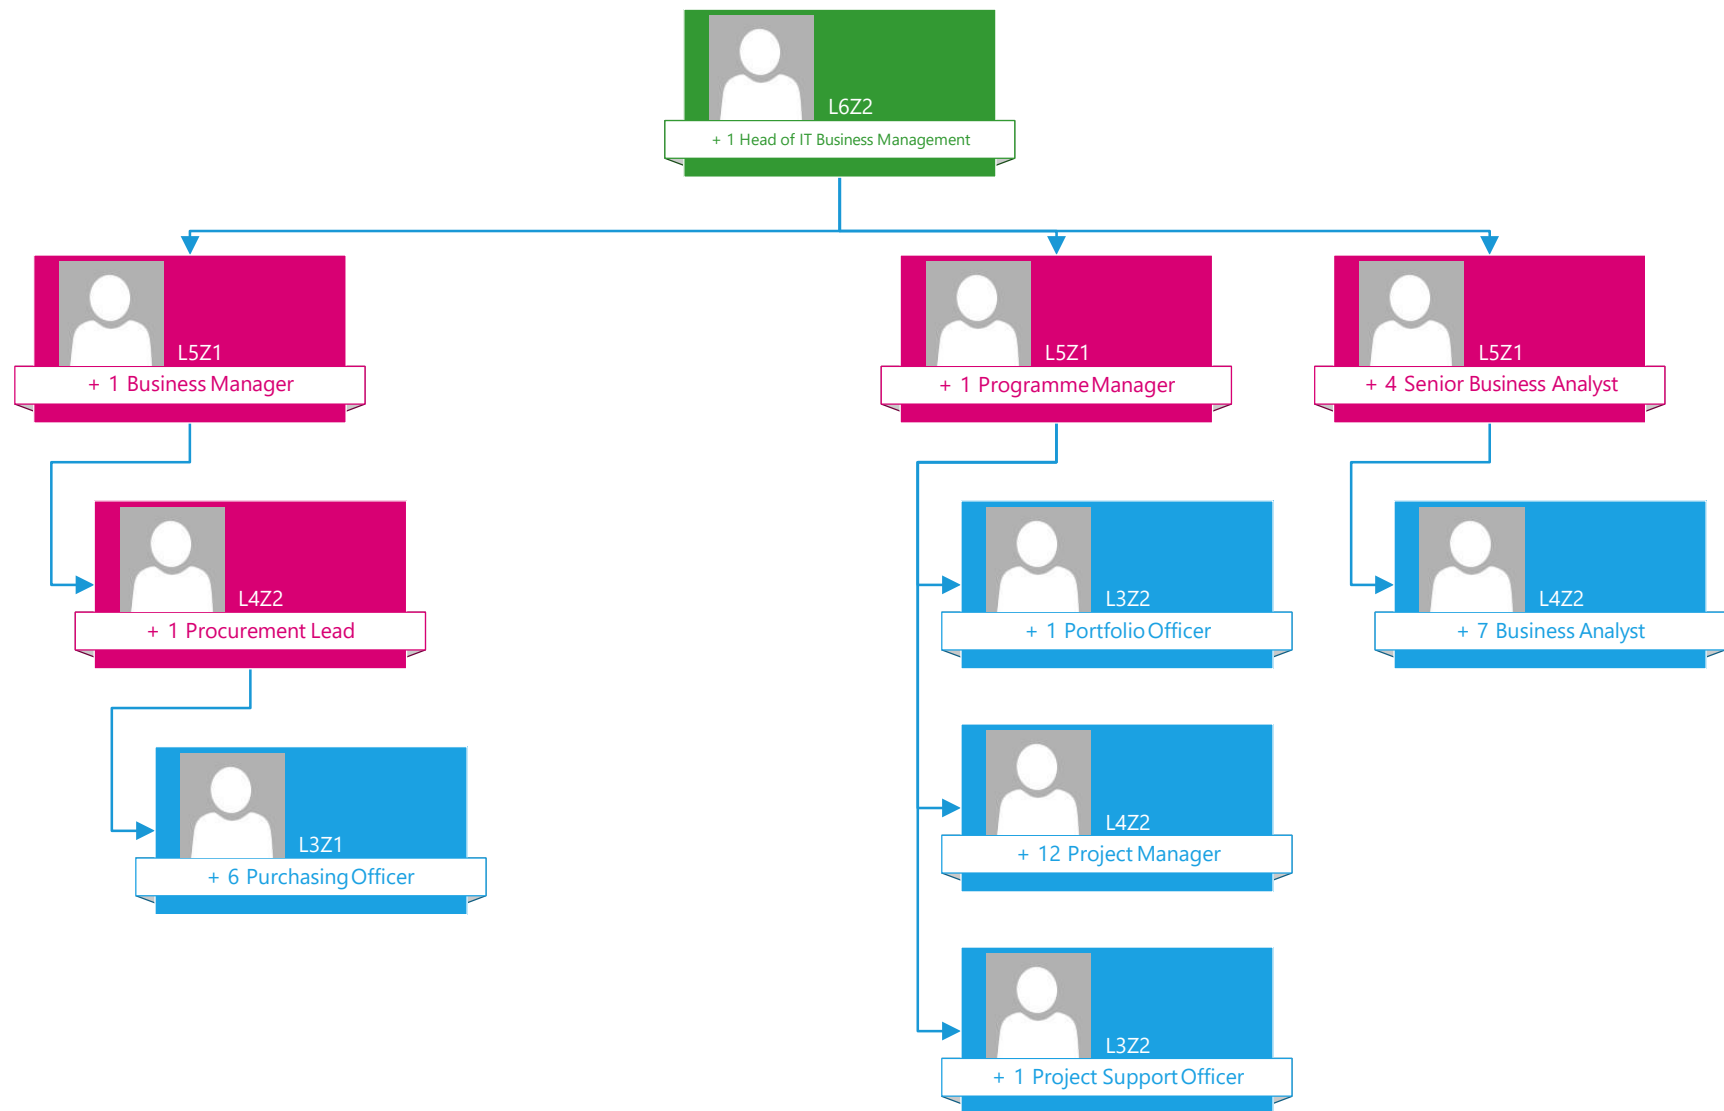 L6Z2
+ 1 Head of IT Business Management
L5Z1
+ 1 Business Manager
L5Z1
+ 1 Programme Manager
L5Z1
+ 4 Senior Business Analyst
L4Z2
+ 1 Procurement Lead
L3Z2
+ 1 Portfolio Officer
L4Z2
+ 7 Business Analyst
L3Z1
+ 6 Purchasing Officer
L4Z2
+ 12 Project Manager
L3Z2
+ 1 Project Support Officer